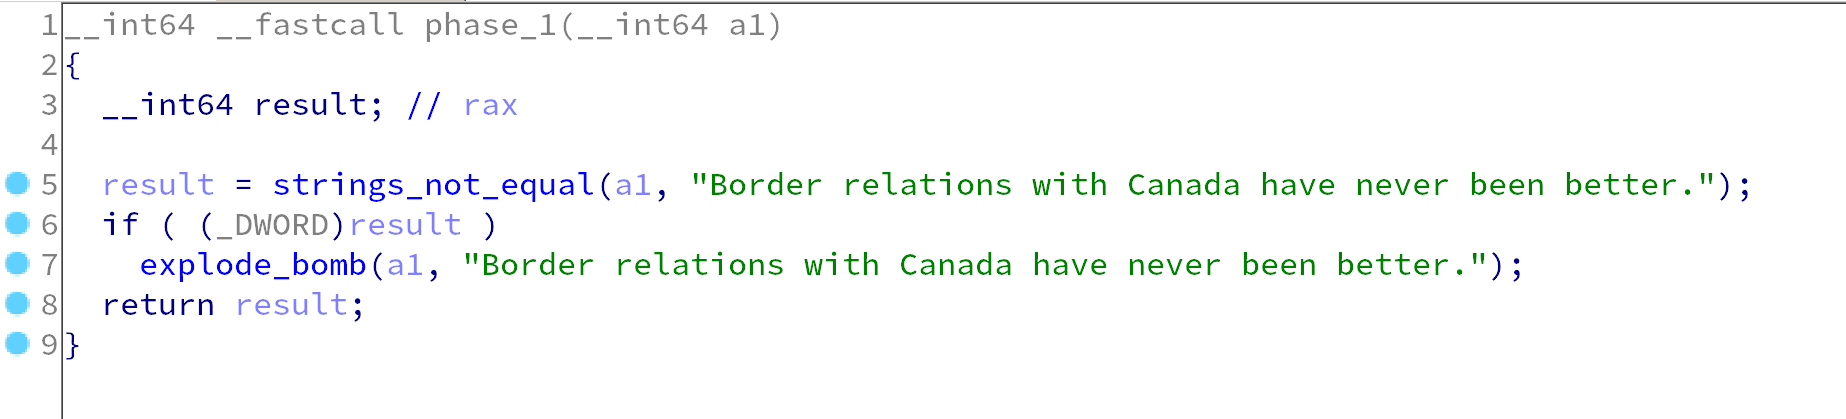 1 __int64 __fastcall phase_1(__int64 a1)
2 {
3   __int64 result; // rax
4
5   result = strings_not_equal(a1, "Border relations with Canada have never been better.");
6   if ( (_DWORD)result )
7     explode_bomb(a1, "Border relations with Canada have never been better.");
8   return result;
9 }